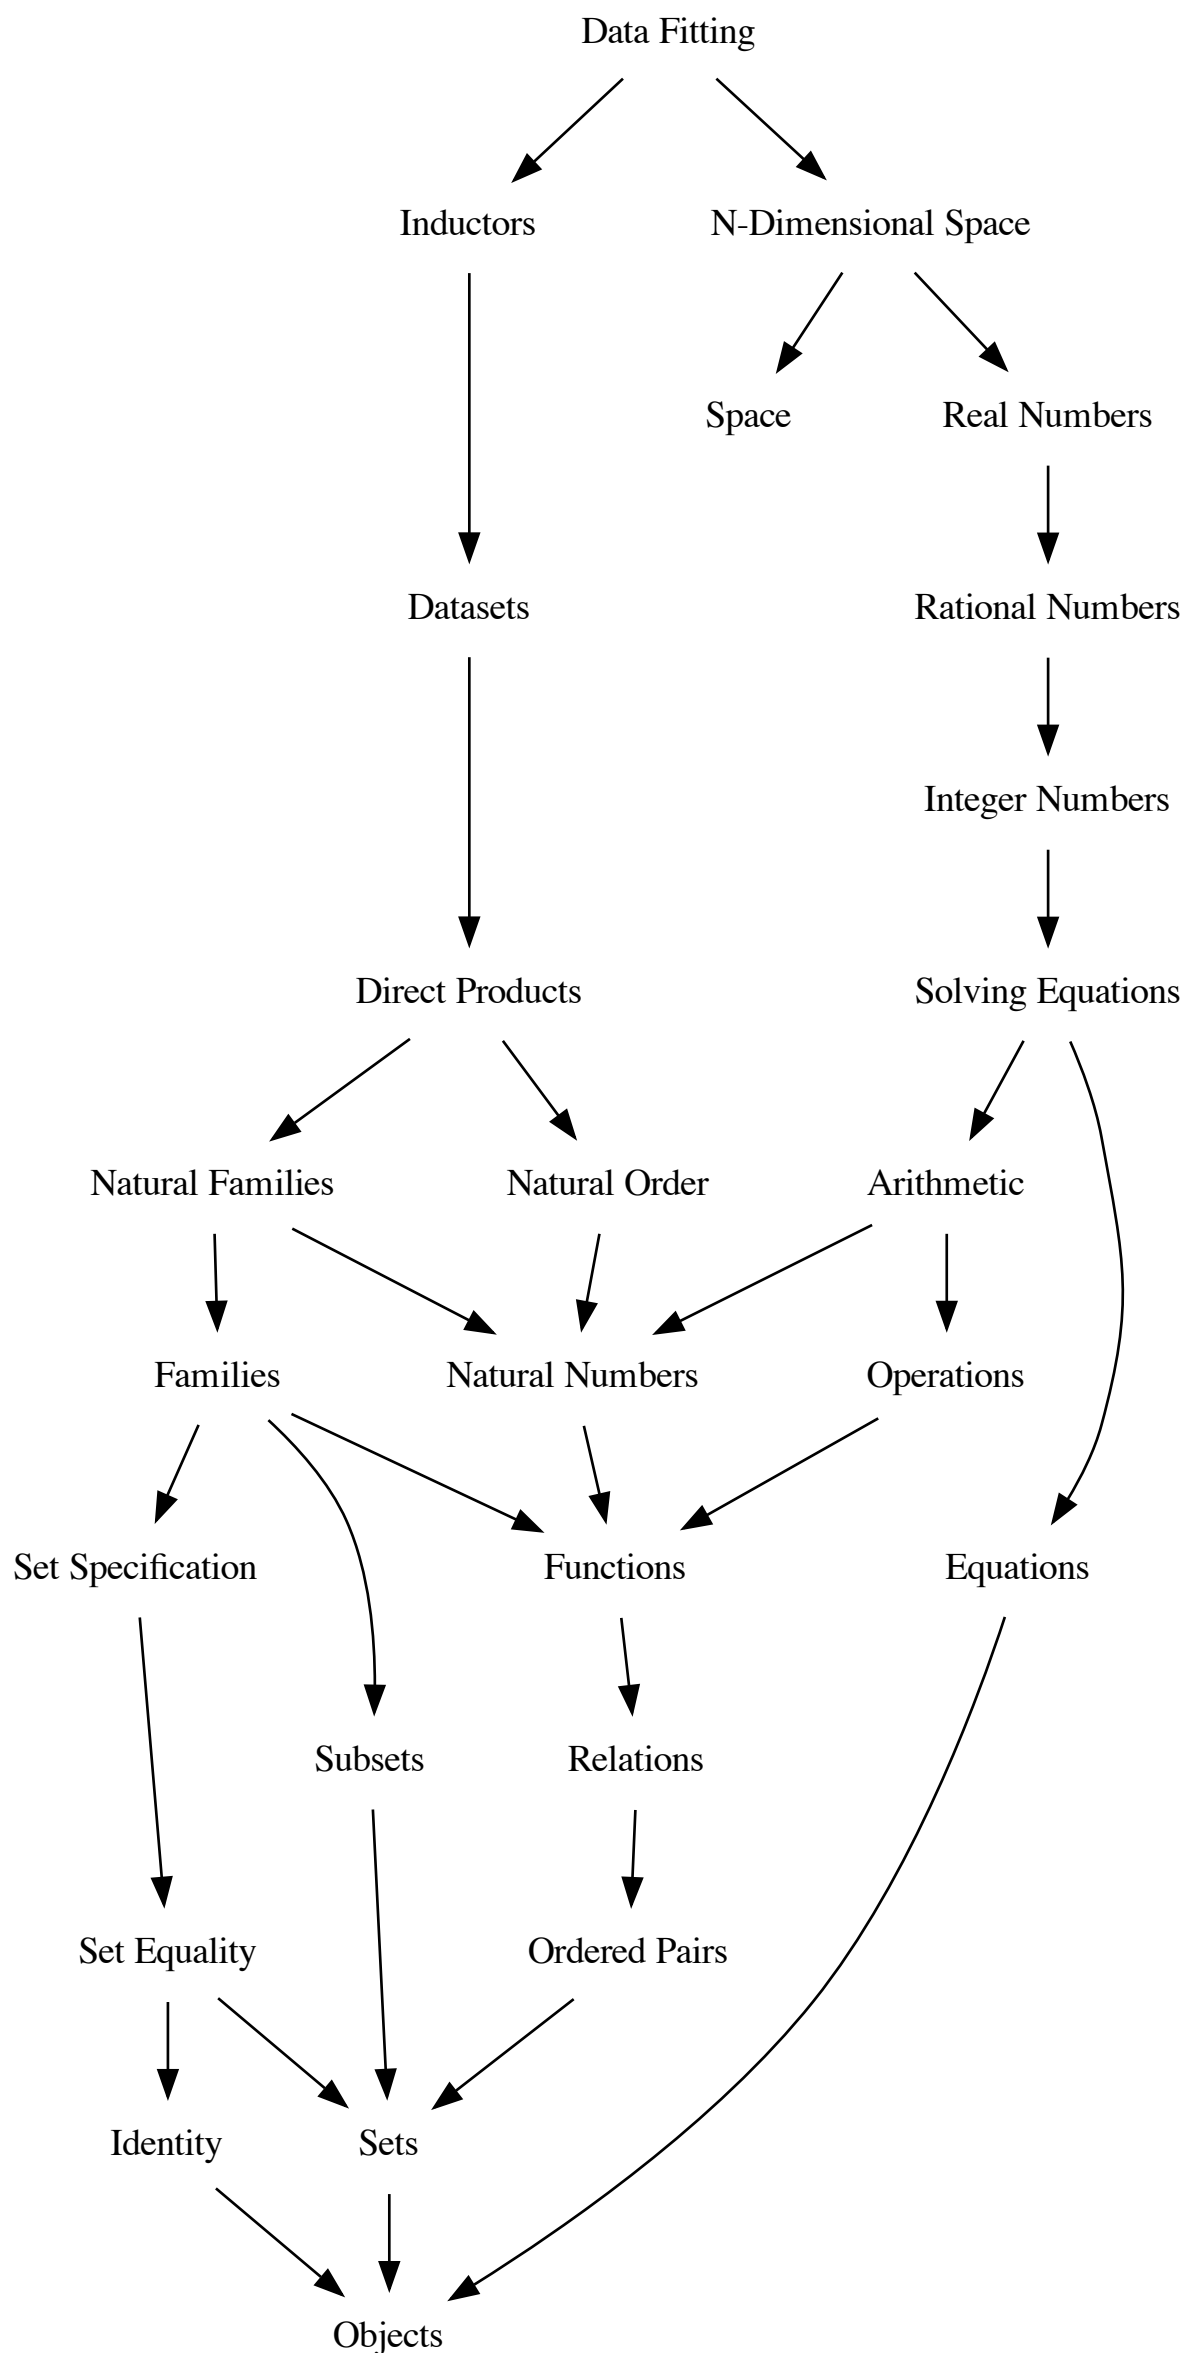 Data Fitting
Inductors
N-Dimensional Space
Space
Real Numbers
Datasets
Rational Numbers
Integer Numbers
Direct Products
Solving Equations
Natural Families
Natural Order
Arithmetic
Families
Natural Numbers
Operations
Set Specification
Functions
Equations
Subsets
Relations
Set Equality
Ordered Pairs
Identity
Sets
Objects